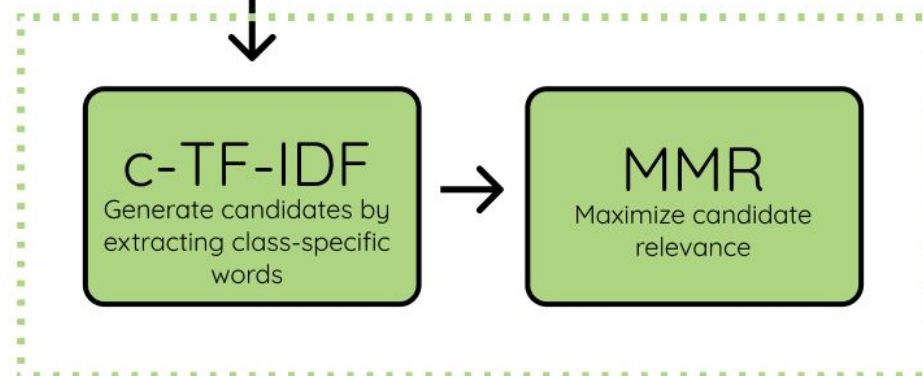 c-TF-IDF
Generate candidates by
extracting class-specific
words
MMR
Maximize candidate
relevance